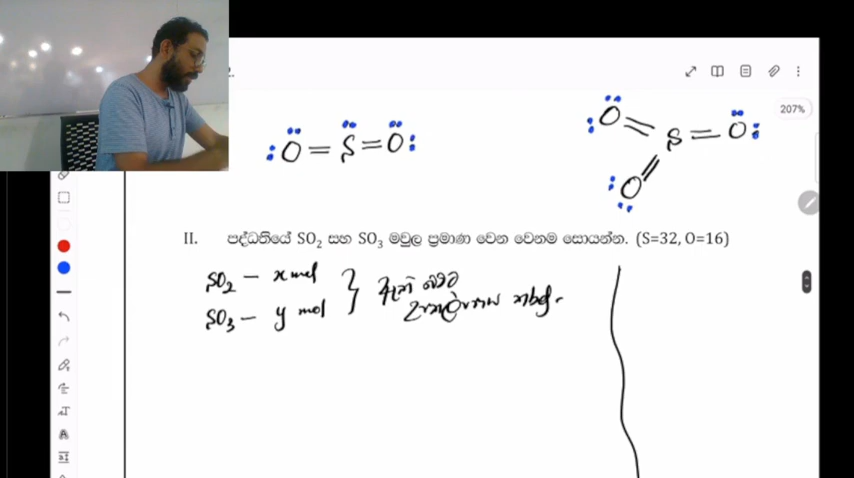 207%
O = S = O
O = S = O
O
II. පද්ධතියේ SO₂ සහ SO₃ මවුල ප්‍රමාණ වෙන වෙනම සොයන්න. (S=32, O=16)
SO₂ — x mol
SO₃ — y mol